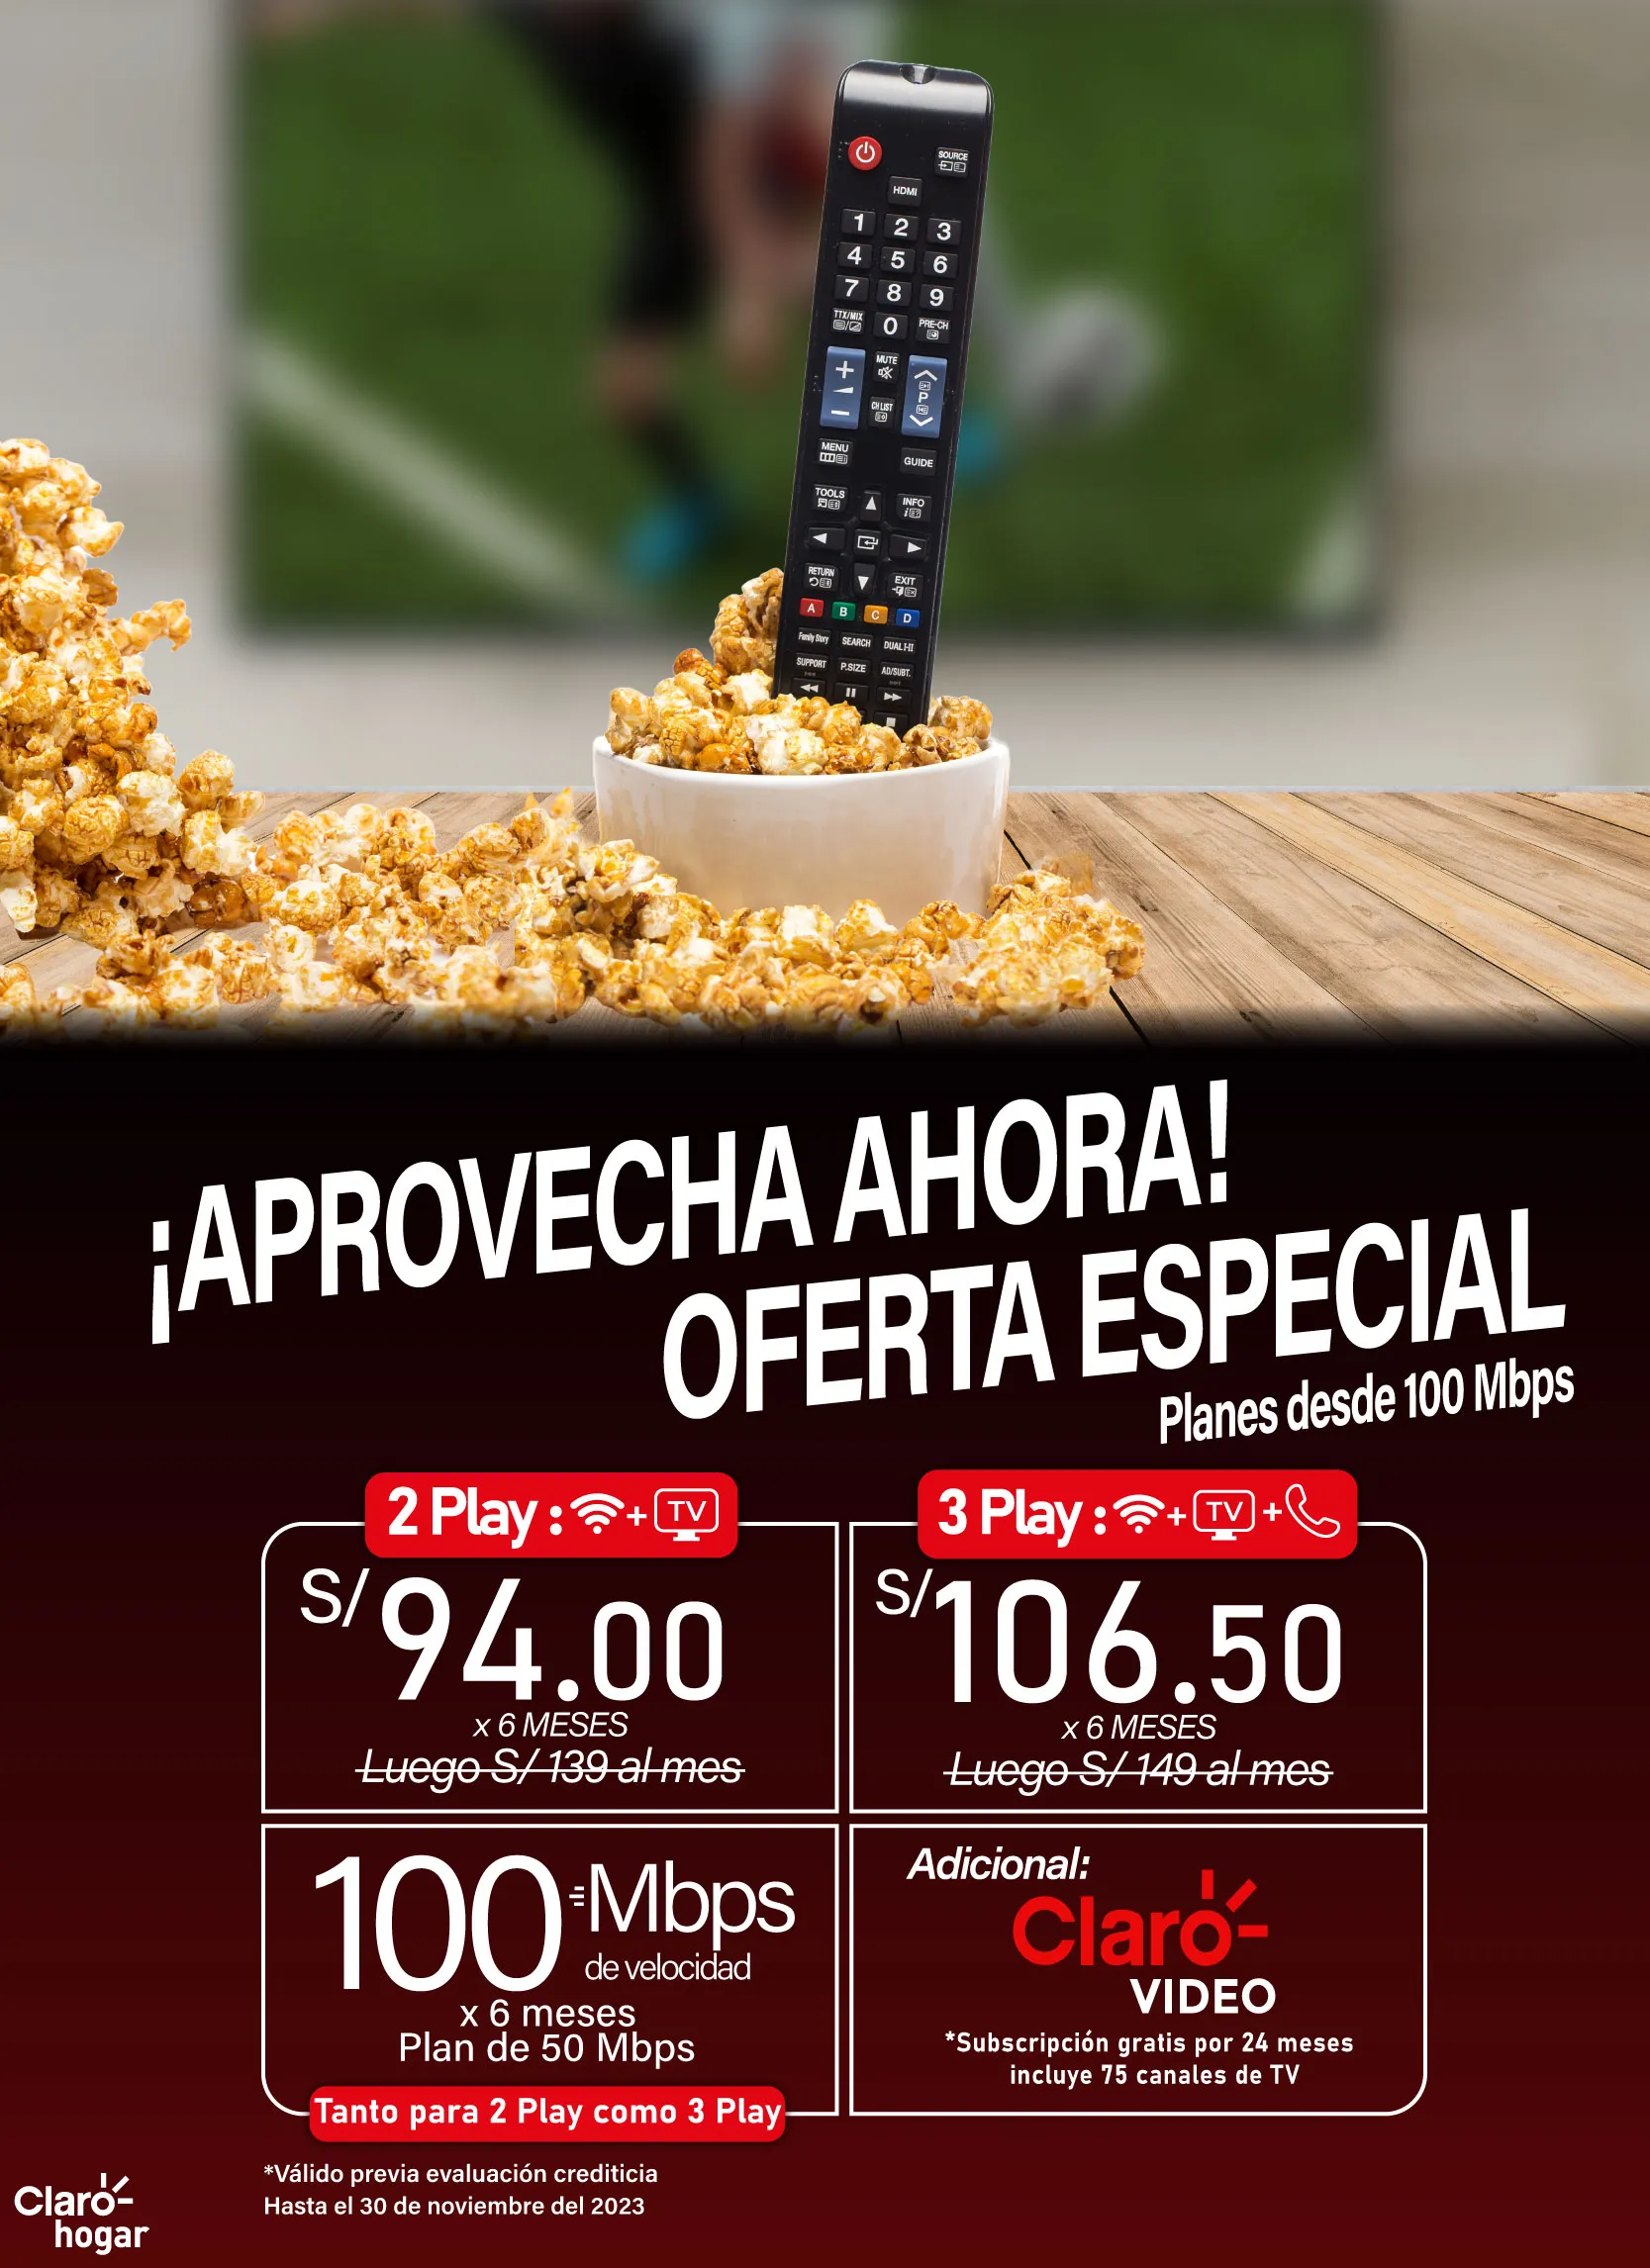 SOURCE
HDMI
1 2 3
4 5 6
7 8 9
TTX/MIX 0 PRE-CH
MUTE
+ P
CH LIST
−
MENU
GUIDE
TOOLS INFO
RETURN EXIT
A B C D
Family Story SEARCH DUAL I-II
SUPPORT P.SIZE AD/SUBT.
¡APROVECHA AHORA!
OFERTA ESPECIAL
Planes desde 100 Mbps
2 Play : + TV
S/94.00
x 6 MESES
Luego S/ 139 al mes
3 Play : + TV +
S/106.50
x 6 MESES
Luego S/ 149 al mes
100 Mbps
de velocidad
x 6 meses
Plan de 50 Mbps
Tanto para 2 Play como 3 Play
Adicional:
Claro
VIDEO
*Subscripción gratis por 24 meses
incluye 75 canales de TV
*Válido previa evaluación crediticia
Hasta el 30 de noviembre del 2023
Claro
hogar